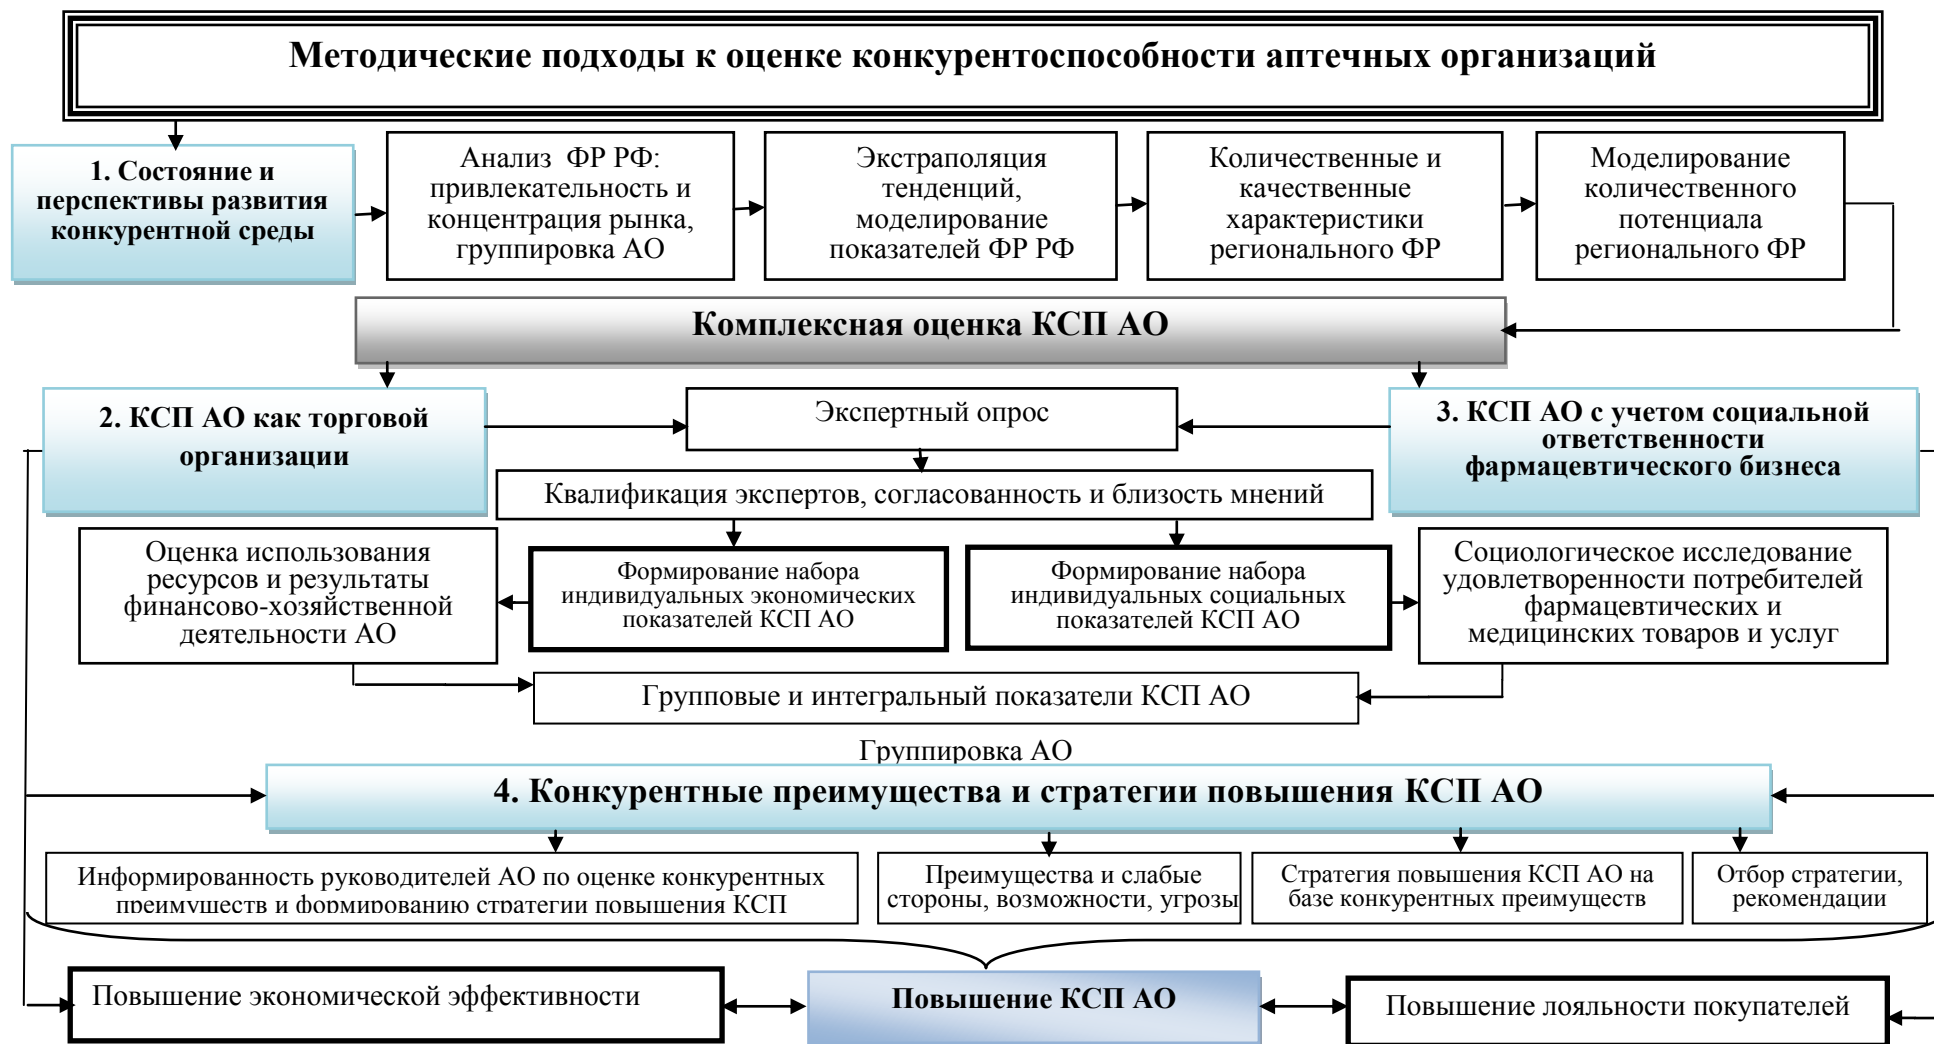 Методические подходы к оценке конкурентоспособности аптечных организаций
1. Состояние и
перспективы развития
конкурентной среды
Анализ ФР РФ:
привлекательность и
концентрация рынка,
группировка АО
Экстраполяция
тенденций,
моделирование
показателей ФР РФ
Количественные и
качественные
характеристики
регионального ФР
Моделирование
количественного
потенциала
регионального ФР
Комплексная оценка КСП АО
2. КСП АО как торговой
организации
Экспертный опрос
3. КСП АО с учетом социальной
ответственности
фармацевтического бизнеса
Квалификация экспертов, согласованность и близость мнений
Оценка использования
ресурсов и результаты
финансово-хозяйственной
деятельности АО
Формирование набора
индивидуальных экономических
показателей КСП АО
Формирование набора
индивидуальных социальных
показателей КСП АО
Социологическое исследование
удовлетворенности потребителей
фармацевтических и
медицинских товаров и услуг
Групповые и интегральный показатели КСП АО
Группировка АО
4. Конкурентные преимущества и стратегии повышения КСП АО
Информированность руководителей АО по оценке конкурентных
преимуществ и формированию стратегии повышения КСП
Преимущества и слабые
стороны, возможности, угрозы
Стратегия повышения КСП АО на
базе конкурентных преимуществ
Отбор стратегии,
рекомендации
Повышение экономической эффективности
Повышение КСП АО
Повышение лояльности покупателей